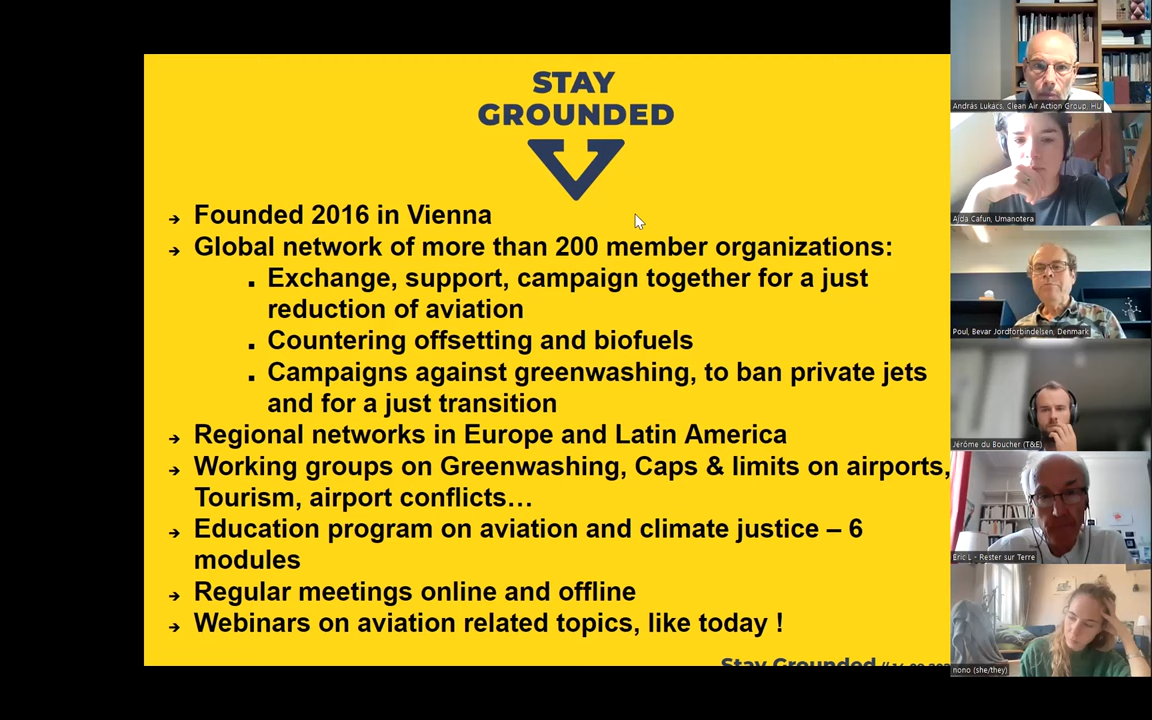 STAY
GROUNDED
➔ Founded 2016 in Vienna
➔ Global network of more than 200 member organizations:
▪ Exchange, support, campaign together for a just
reduction of aviation
▪ Countering offsetting and biofuels
▪ Campaigns against greenwashing, to ban private jets
and for a just transition
➔ Regional networks in Europe and Latin America
➔ Working groups on Greenwashing, Caps & limits on airports,
Tourism, airport conflicts…
➔ Education program on aviation and climate justice – 6
modules
➔ Regular meetings online and offline
➔ Webinars on aviation related topics, like today !
Stay Grounded //
András Lukács, Clean Air Action Group, HU
Ajda Cafun, Umanotera
Poul, Bevar Jordforbindelsen, Denmark
Jérôme du Boucher (T&E)
Eric L - Rester sur Terre
nono (she/they)